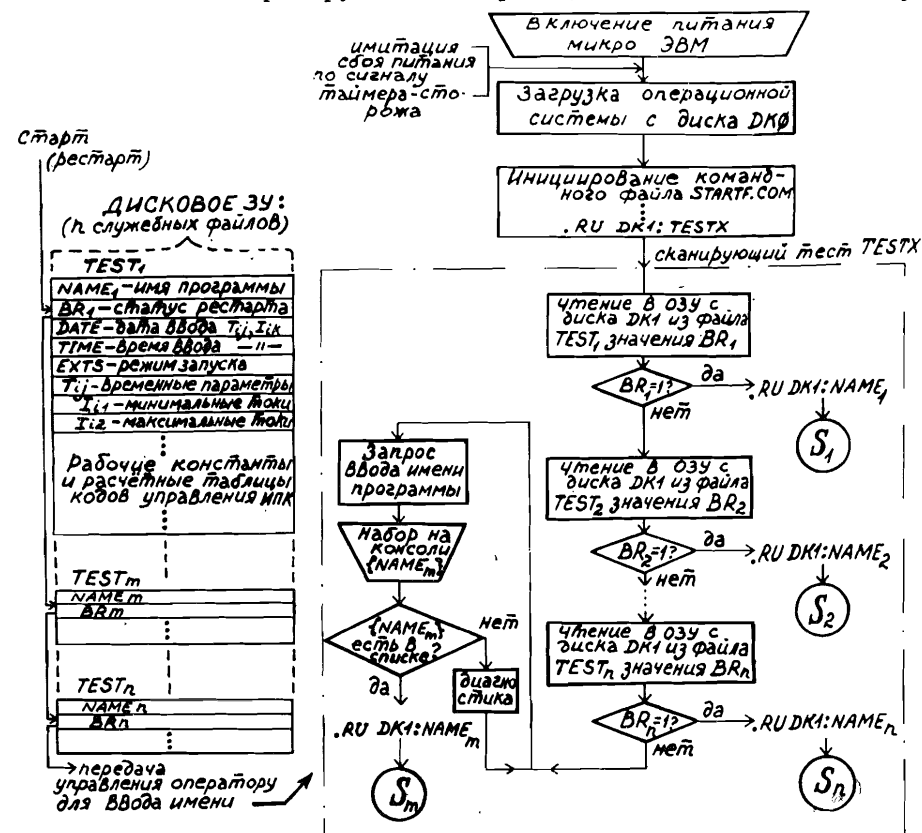 Включение питания
микро ЭВМ
имитация
сбоя питания
по сигналу
таймера-сто-
рожа
Загрузка операционной
системы с диска DKØ
Инициирование команд-
ного файла STARTF.COM
.RU DK1: TESTX
сканирующий тест TESTX
Старт
(рестарт)
ДИСКОВОЕ ЗУ:
(n служебных файлов)
TEST₁
NAME₁-имя программы
BR₁-статус рестарта
DATE-дата ввода Tij, Iik
TIME-время ввода —"—
EXTS-режим запуска
Tij-временные параметры
Ii1-минимальные токи
Ii2-максимальные токи
Рабочие константы
и расчётные таблицы
кодов управления ИПК
TESTm
NAMEm
BRm
TESTn
NAMEn
BRn
передача
управления оператору
для ввода имени
Чтение в ОЗУ с
диска DK1 из файла
TEST₁ значения BR₁
BR₁=1?
да
нет
.RU DK1:NAME₁
S₁
Чтение в ОЗУ с
диска DK1 из файла
TEST₂ значения BR₂
BR₂=1?
да
нет
.RU DK1:NAME₂
S₂
Чтение в ОЗУ с
диска DK1 из файла
TESTn значения BRn
BRn=1?
да
нет
.RU DK1:NAMEn
Sn
Запрос
ввода имени
программы
Набор на
консоли
{NAMEm}
{NAMEm}
есть в
списке?
нет
да
диагно
стика
.RU DK1:NAMEm
Sm